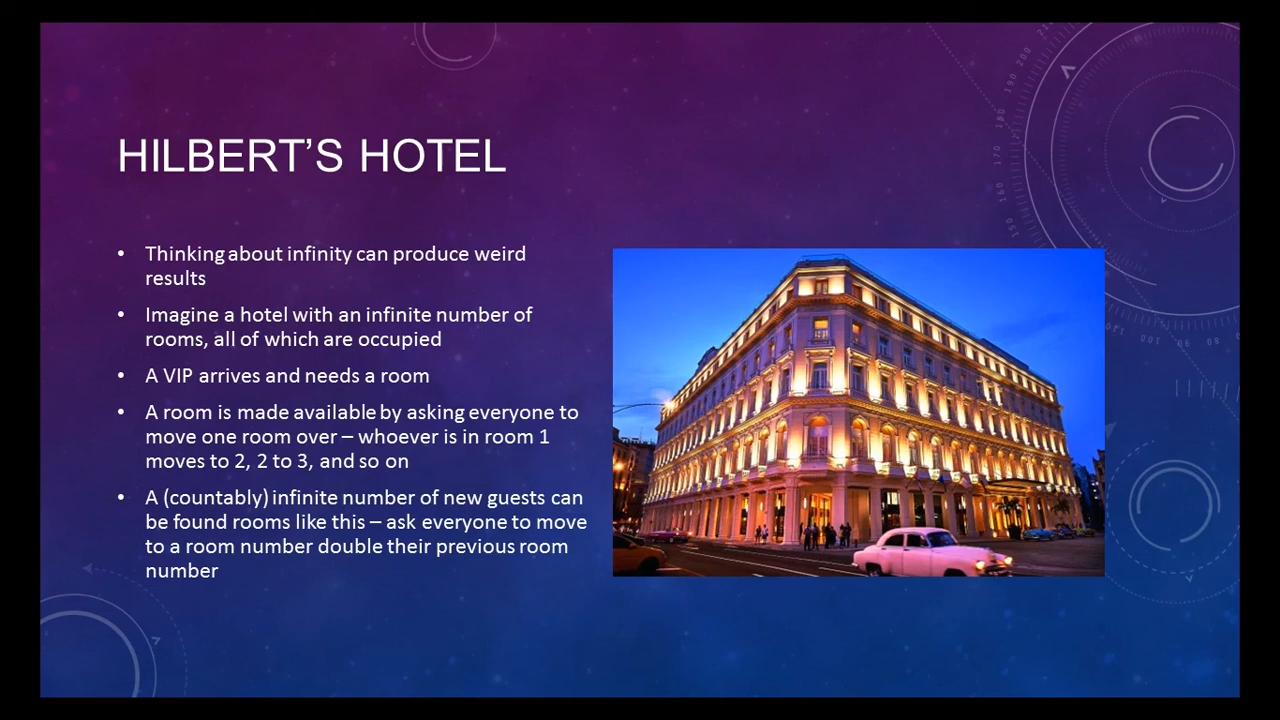 HILBERT'S HOTEL
• Thinking about infinity can produce weird
results
• Imagine a hotel with an infinite number of
rooms, all of which are occupied
• A VIP arrives and needs a room
• A room is made available by asking everyone to
move one room over – whoever is in room 1
moves to 2, 2 to 3, and so on
• A (countably) infinite number of new guests can
be found rooms like this – ask everyone to move
to a room number double their previous room
number